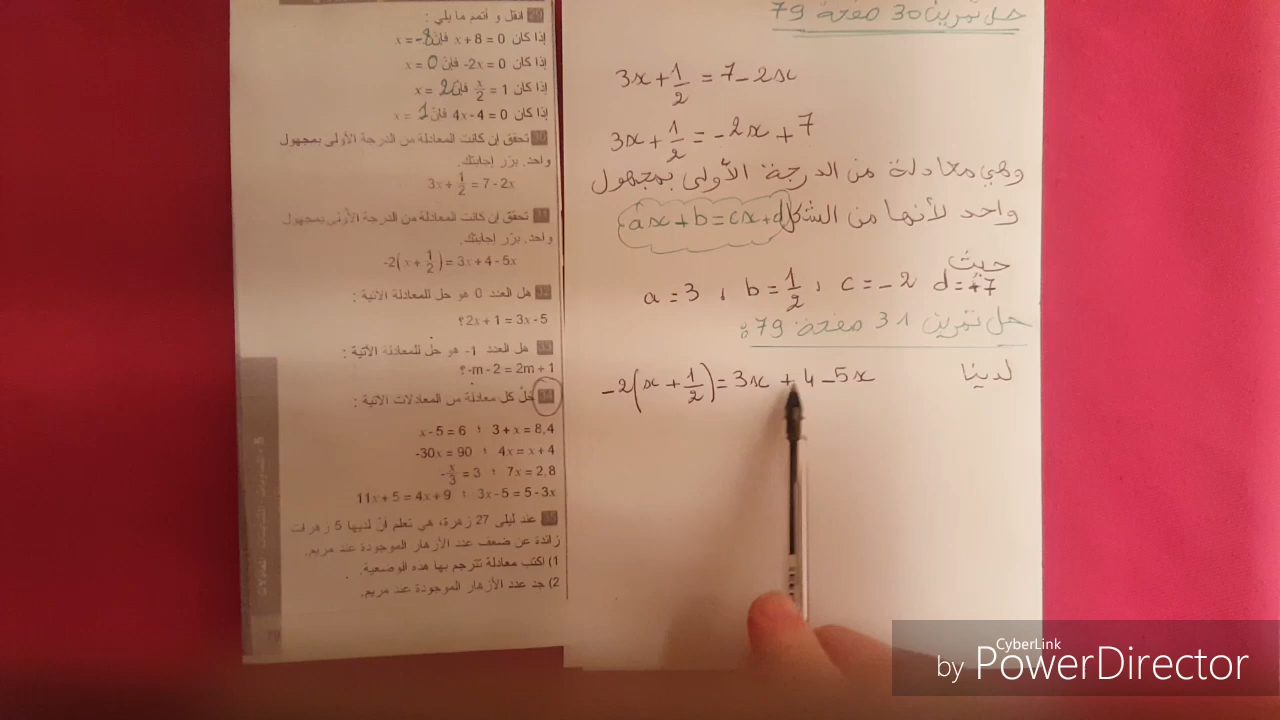 29 انقل و أتمم ما يلي :
إذا كان x + 8 = 0 فإن x = -8
إذا كان -2x = 0 فإن x = 0
إذا كان x/2 = 1 فإن x = 2
إذا كان 4x - 4 = 0 فإن x = 1
30 تحقق إن كانت المعادلة من الدرجة الأولى بمجهول
واحد. برّر إجابتك.
3x + 1/2 = 7 - 2x
31 تحقق إن كانت المعادلة من الدرجة الأولى بمجهول
واحد. برّر إجابتك.
-2(x + 1/2) = 3x + 4 - 5x
32 هل العدد 0 هو حل للمعادلة الآتية :
2x + 1 = 3x - 5 ؟
33 هل العدد -1 هو حلّ للمعادلة الآتية :
-m - 2 = 2m + 1 ؟
34 حلّ كل معادلة من المعادلات الآتية :
3 + x = 8,4 ؛ x - 5 = 6
4x = x + 4 ؛ -30x = 90
7x = 2,8 ؛ -x/3 = 3
3x - 5 = 5 - 3x ؛ 11x + 5 = 4x + 9
35 عند ليلى 27 زهرة، هي تعلم أنّ لديها 5 زهرات
زائدة عن ضعف عدد الأزهار الموجودة عند مريم.
1) اكتب معادلة تترجم بها هذه الوضعية.
2) جد عدد الأزهار الموجودة عند مريم.
حل تمرين 30 صفحة 79
3x + 1/2 = 7 - 2x
3x + 1/2 = -2x + 7
وهي معادلة من الدرجة الأولى بمجهول
واحد لأنها من الشكل ax + b = cx + d
حيث
a = 3 ، b = 1/2 ، c = -2 d = +7
حل تمرين 31 صفحة 79 :
لدينا -2(x + 1/2) = 3x + 4 - 5x
CyberLink
by PowerDirector